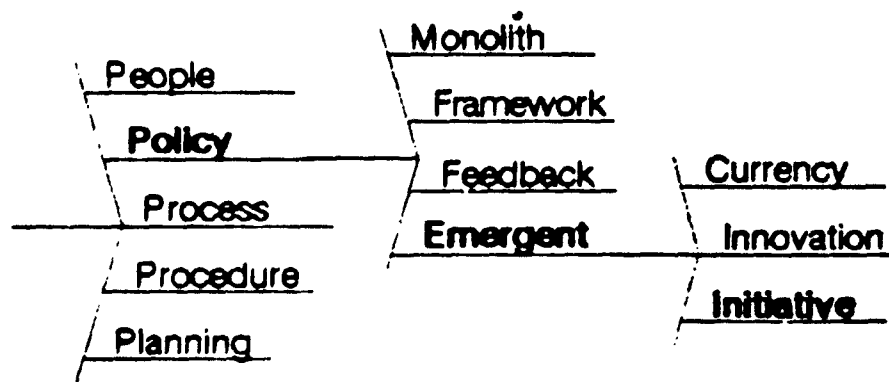 People
Policy
Process
Procedure
Planning
Monolith
Framework
Feedback
Emergent
Currency
Innovation
Initiative